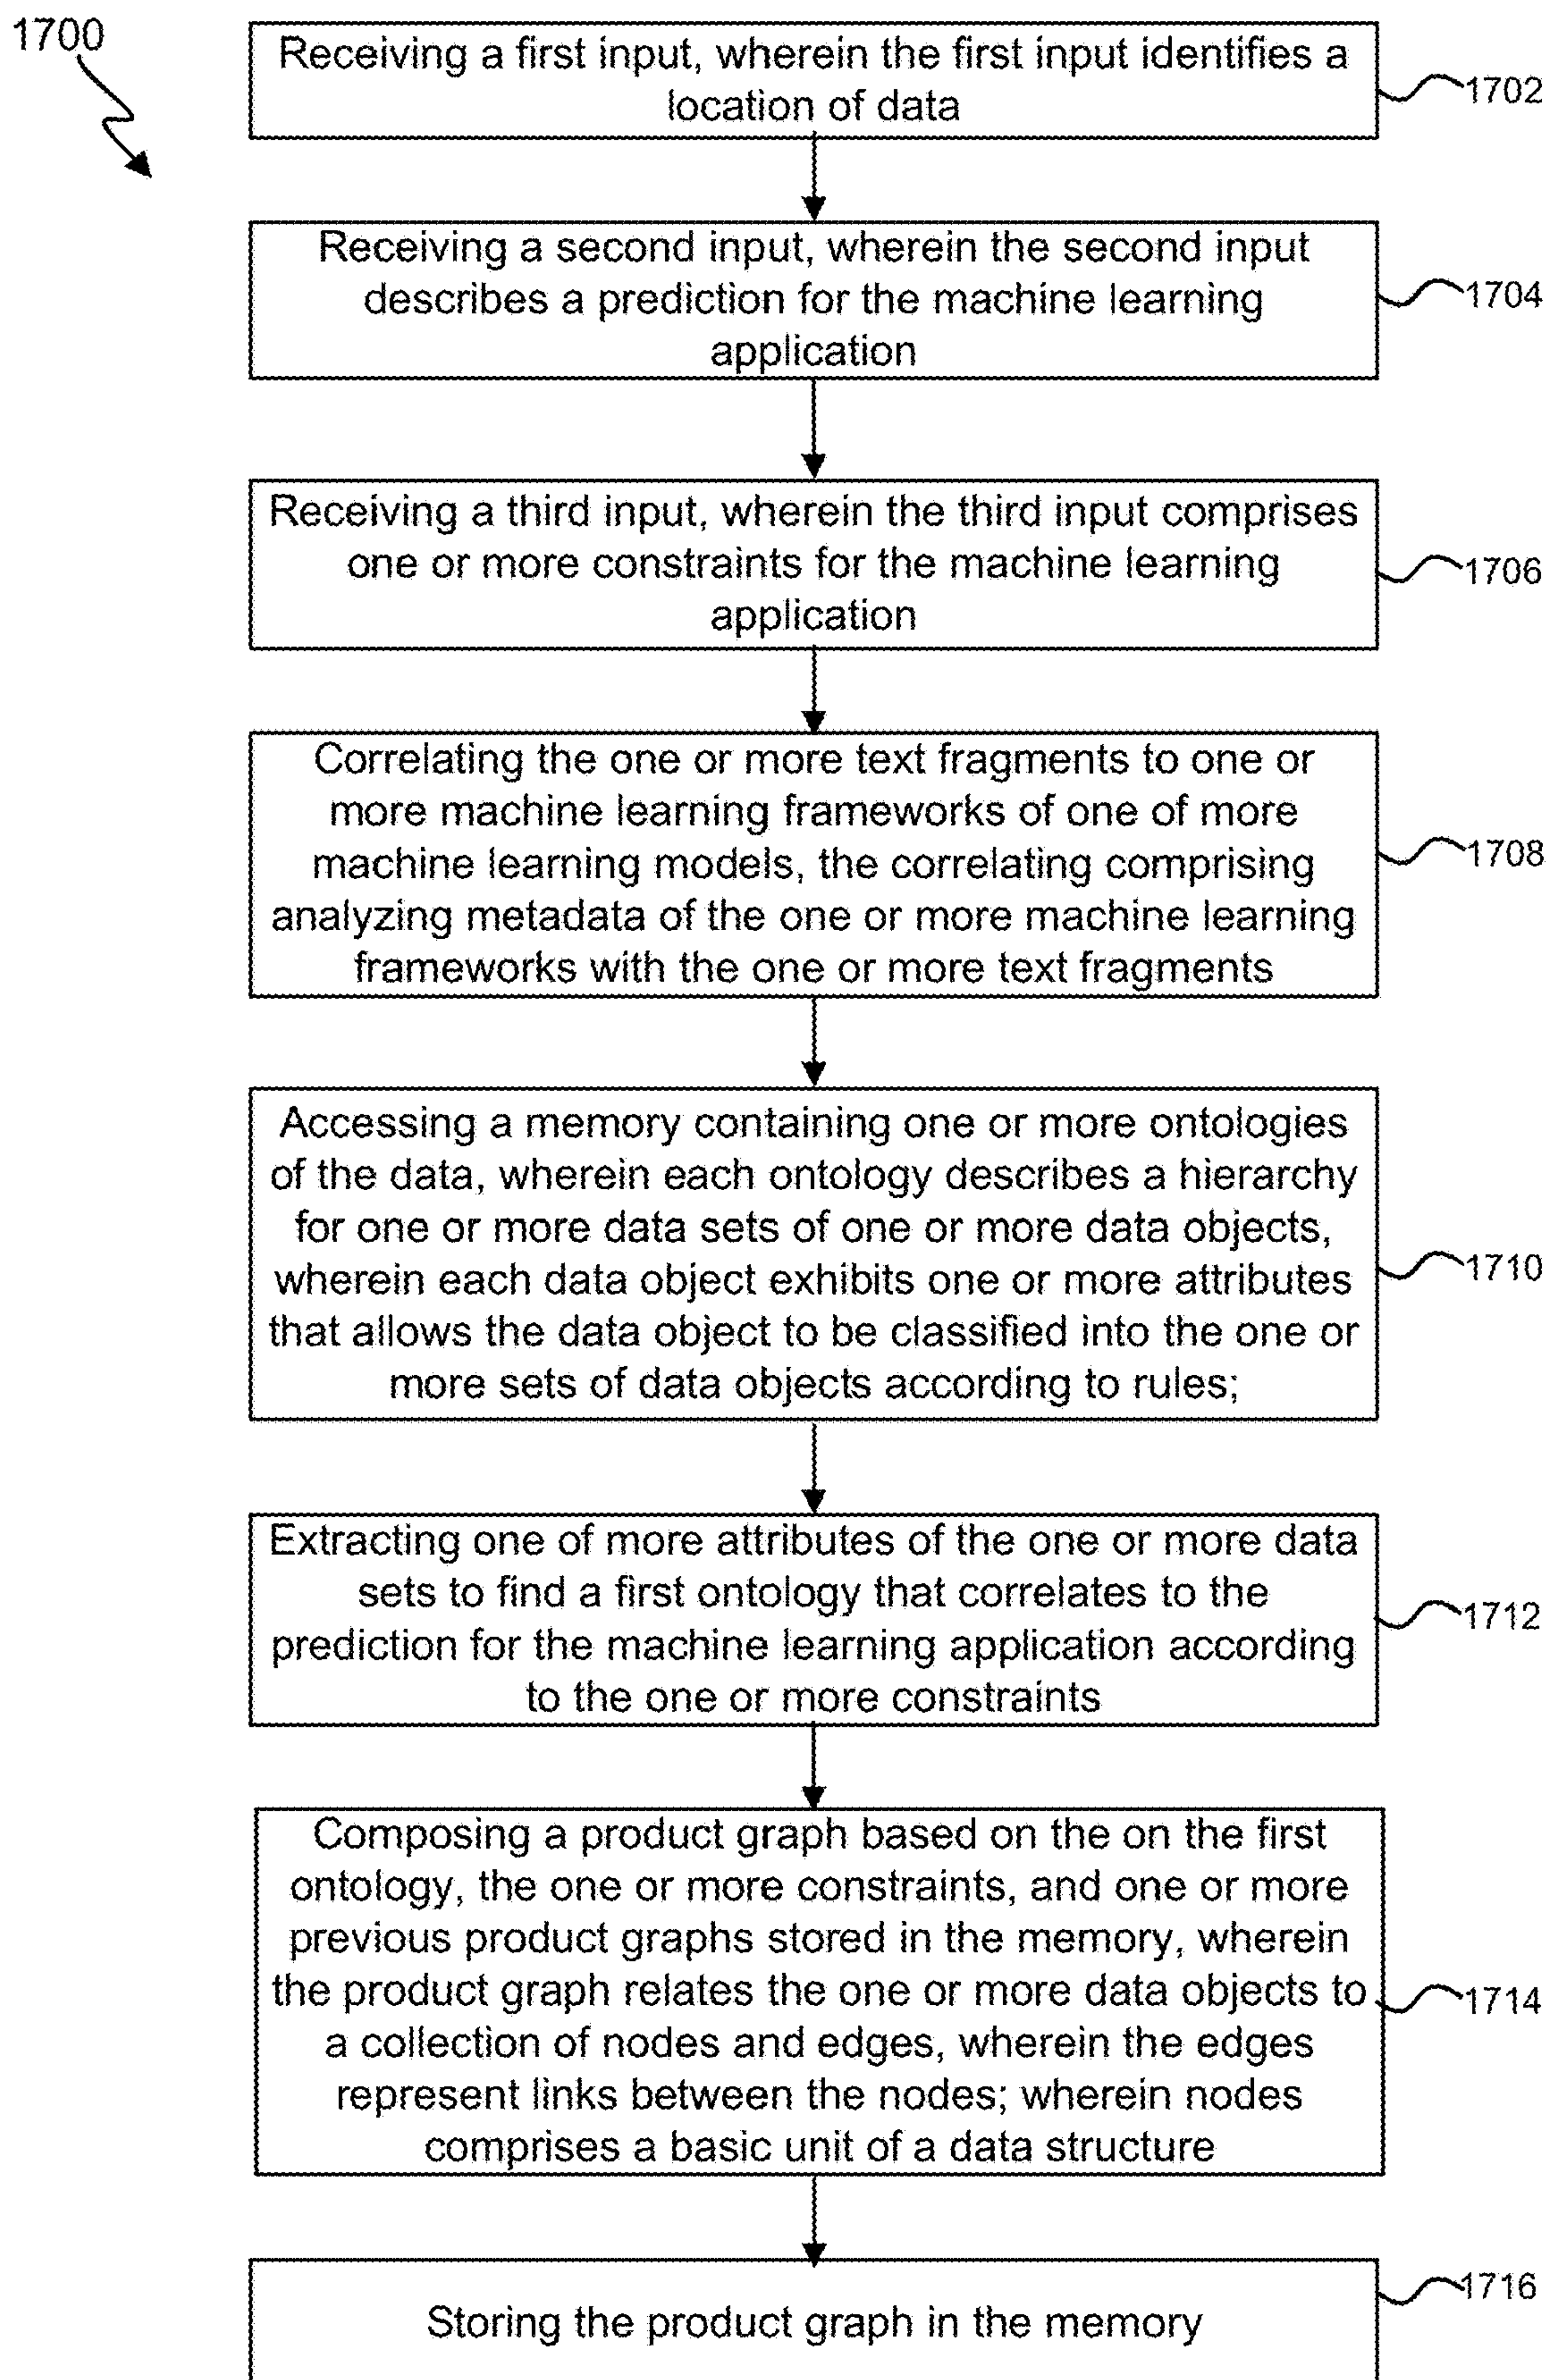 1700
Receiving a first input, wherein the first input identifies a
location of data
1702
Receiving a second input, wherein the second input
describes a prediction for the machine learning
application
1704
Receiving a third input, wherein the third input comprises
one or more constraints for the machine learning
application
1706
Correlating the one or more text fragments to one or
more machine learning frameworks of one of more
machine learning models, the correlating comprising
analyzing metadata of the one or more machine learning
frameworks with the one or more text fragments
1708
Accessing a memory containing one or more ontologies
of the data, wherein each ontology describes a hierarchy
for one or more data sets of one or more data objects,
wherein each data object exhibits one or more attributes
that allows the data object to be classified into the one or
more sets of data objects according to rules;
1710
Extracting one of more attributes of the one or more data
sets to find a first ontology that correlates to the
prediction for the machine learning application according
to the one or more constraints
1712
Composing a product graph based on the on the first
ontology, the one or more constraints, and one or more
previous product graphs stored in the memory, wherein
the product graph relates the one or more data objects to
a collection of nodes and edges, wherein the edges
represent links between the nodes; wherein nodes
comprises a basic unit of a data structure
1714
Storing the product graph in the memory
1716